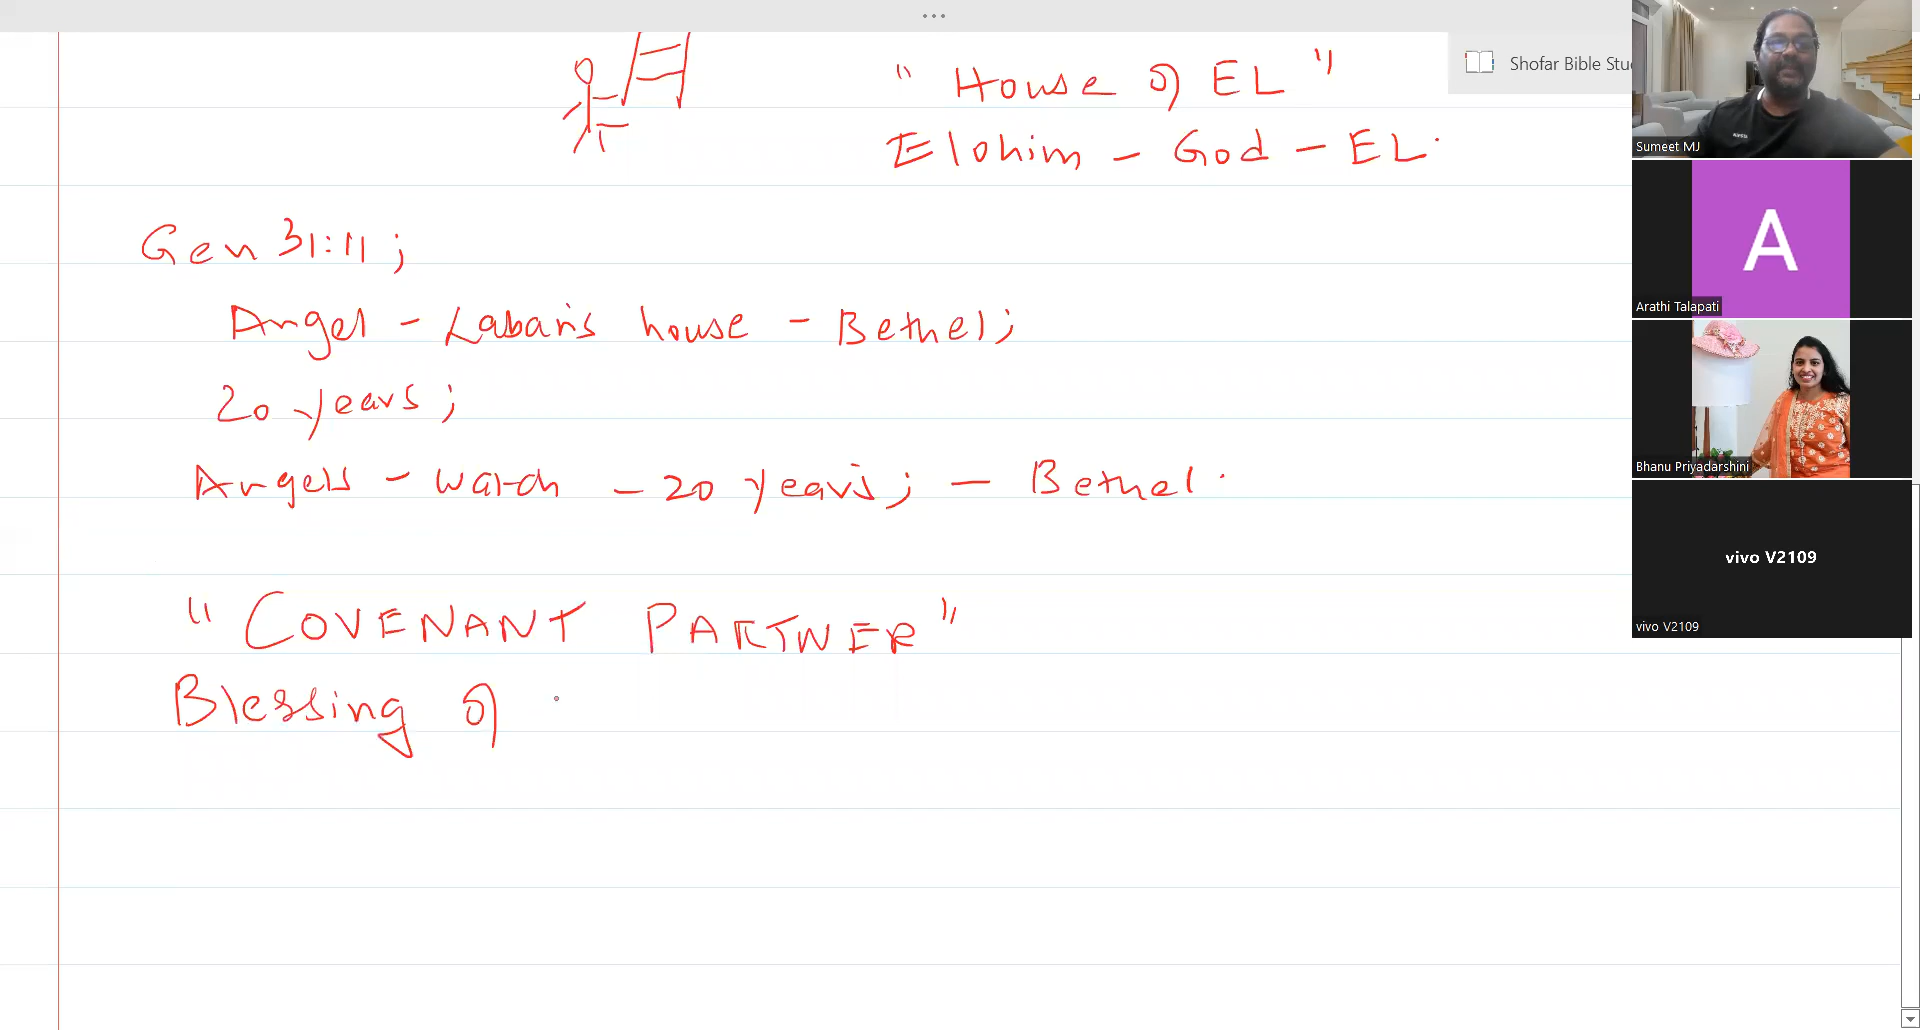 "House of EL"
Elohim - God - EL.
Gen 31:11;
Angel - Laban's house - Bethel;
20 years;
Angels - watch - 20 years; - Bethel.
"COVENANT PARTNER"
Blessing of
Shofar Bible Stu
Sumeet MJ
A
Arathi Talapati
Bhanu Priyadarshini
vivo V2109
vivo V2109